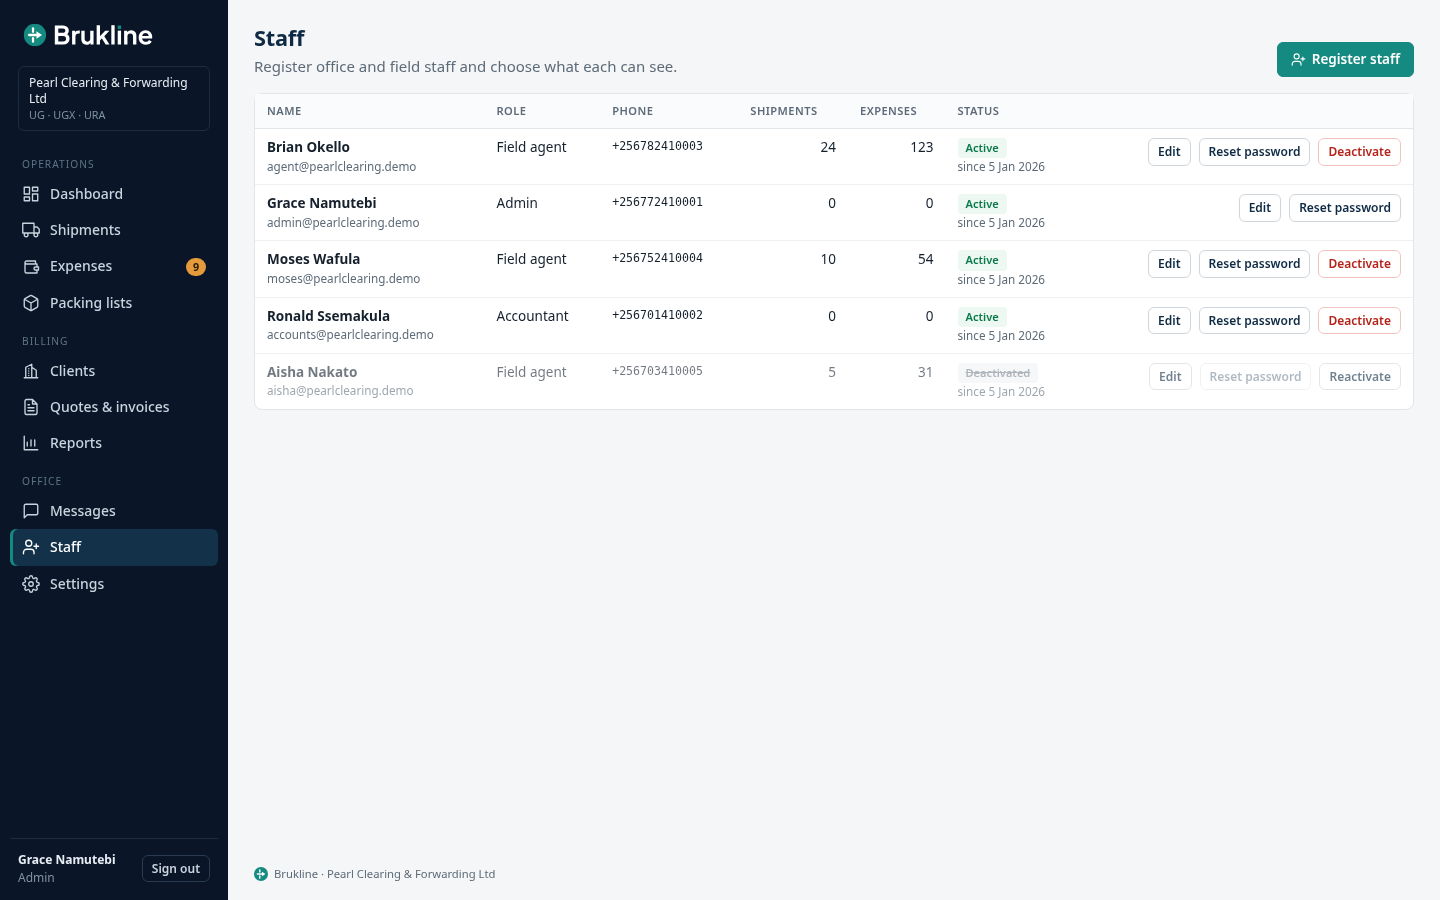 Brukline
Pearl Clearing & Forwarding
Ltd
UG · UGX · URA
OPERATIONS
Dashboard
Shipments
Expenses 9
Packing lists
BILLING
Clients
Quotes & invoices
Reports
OFFICE
Messages
Staff
Settings
Grace Namutebi
Admin
Sign out
Staff
Register office and field staff and choose what each can see.
Register staff
NAME ROLE PHONE SHIPMENTS EXPENSES STATUS
Brian Okello Field agent +256782410003 24 123 Active Edit Reset password Deactivate
agent@pearlclearing.demo since 5 Jan 2026
Grace Namutebi Admin +256772410001 0 0 Active Edit Reset password
admin@pearlclearing.demo since 5 Jan 2026
Moses Wafula Field agent +256752410004 10 54 Active Edit Reset password Deactivate
moses@pearlclearing.demo since 5 Jan 2026
Ronald Ssemakula Accountant +256701410002 0 0 Active Edit Reset password Deactivate
accounts@pearlclearing.demo since 5 Jan 2026
Aisha Nakato Field agent +256703410005 5 31 Deactivated Edit Reset password Reactivate
aisha@pearlclearing.demo since 5 Jan 2026
Brukline · Pearl Clearing & Forwarding Ltd